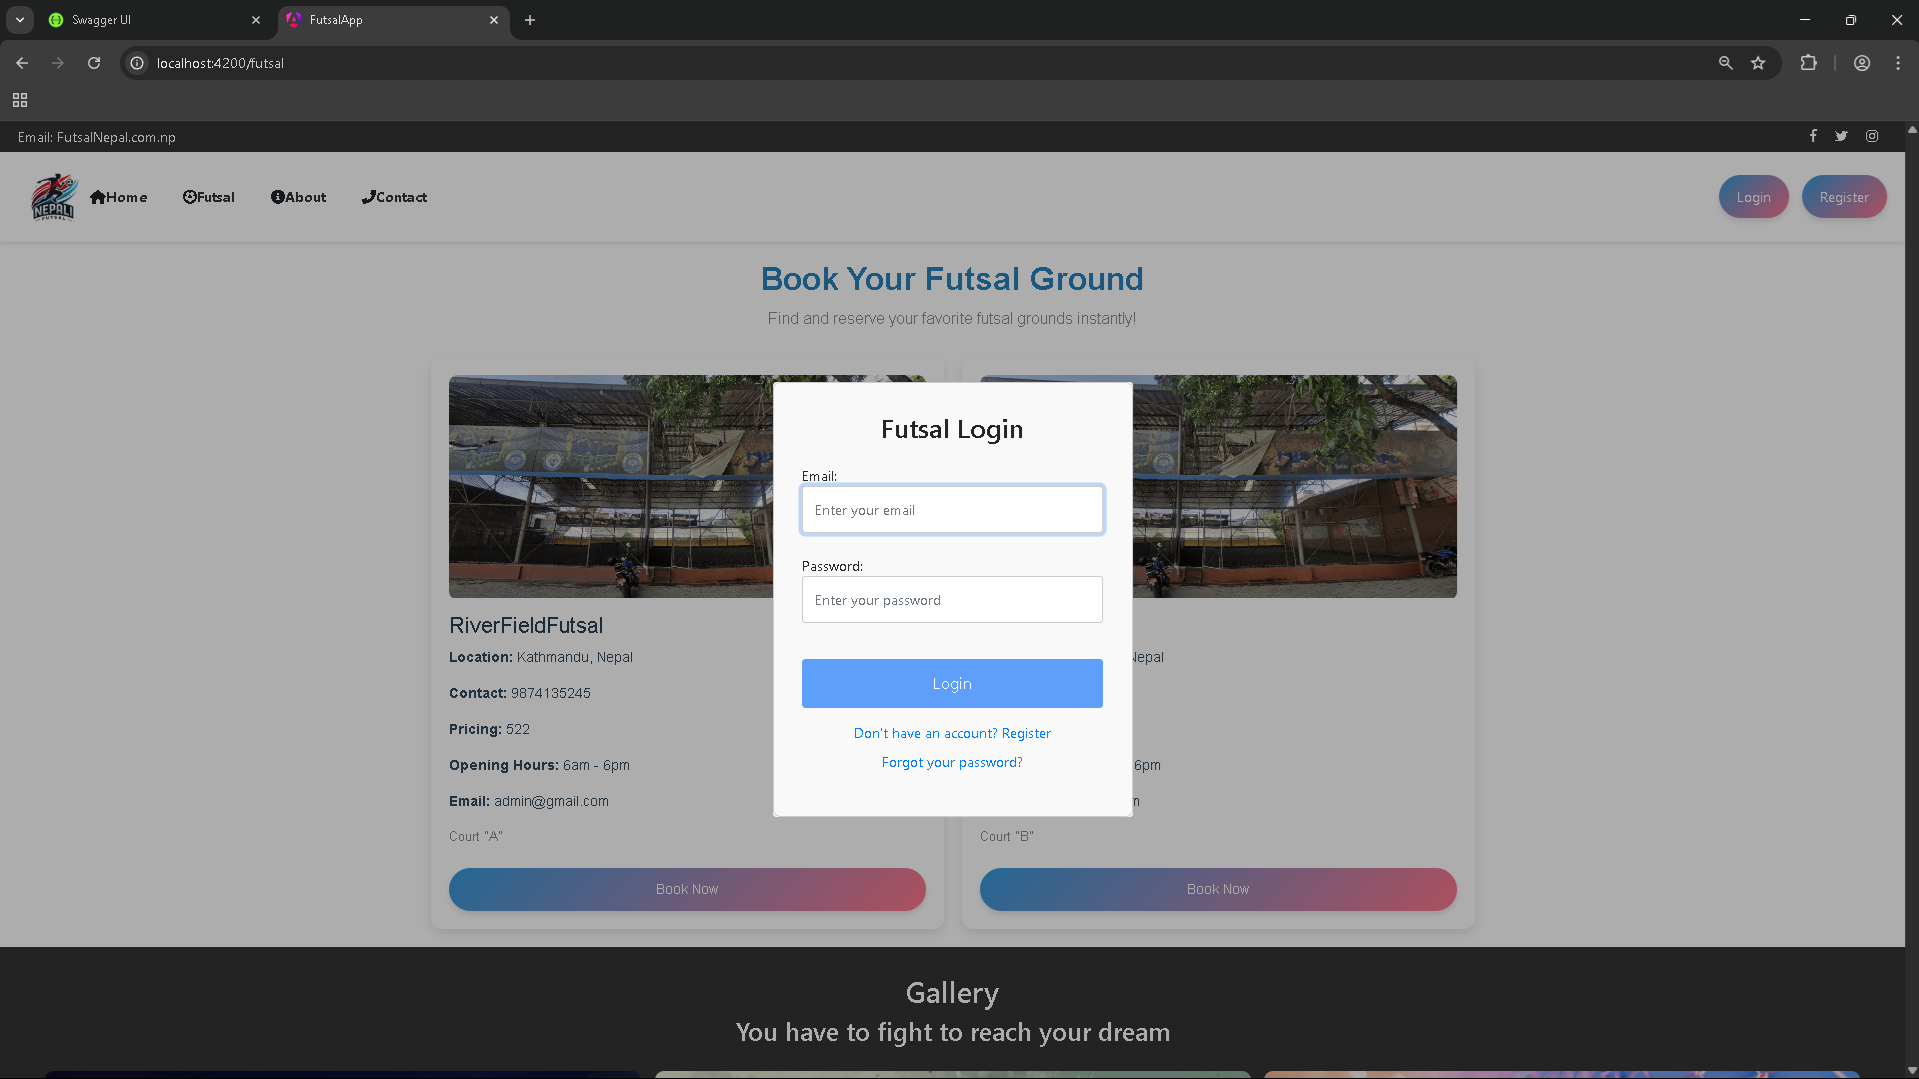 Swagger UI
FutsalApp
localhost:4200/futsal
Email: FutsalNepal.com.np
NEPALI
FUTSAL
Home
Futsal
About
Contact
Login
Register
Book Your Futsal Ground
Find and reserve your favorite futsal grounds instantly!
Futsal Login
Email:
Enter your email
Password:
Enter your password
Login
Don't have an account? Register
Forgot your password?
RiverFieldFutsal
Location: Kathmandu, Nepal
Contact: 9874135245
Pricing: 522
Opening Hours: 6am - 6pm
Email: admin@gmail.com
Court "A"
Book Now
Nepal
6pm
Court "B"
Book Now
Gallery
You have to fight to reach your dream